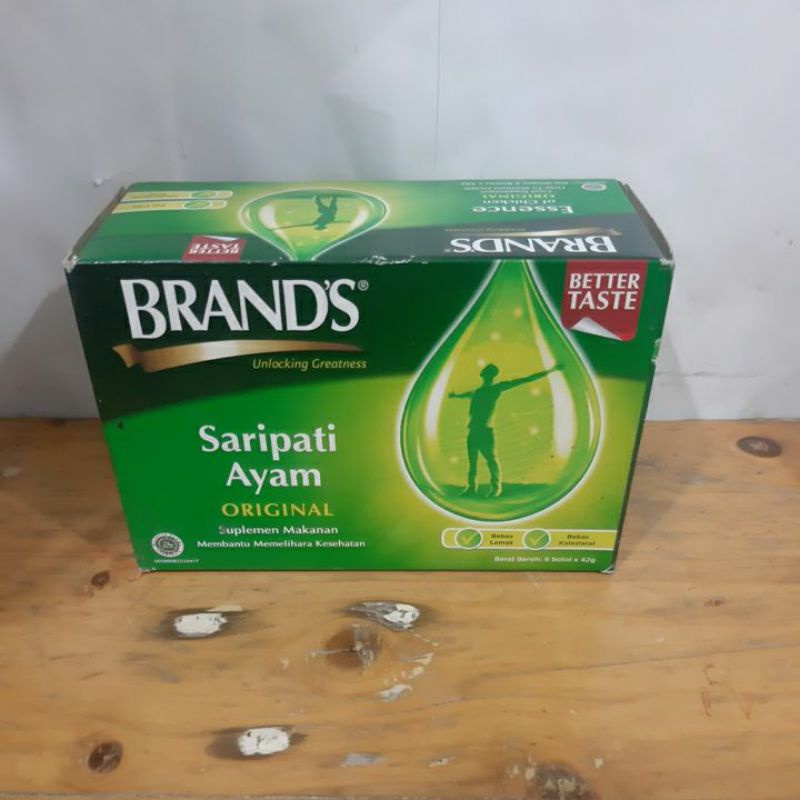 BRAND'S®
Essence
of Chicken
ORIGINAL
BETTER
TASTE
BRAND'S®
Unlocking Greatness
BETTER
TASTE
Saripati
Ayam
ORIGINAL
Suplemen Makanan
Membantu Memelihara Kesehatan
Bebas
Lemak
Bebas
Kolesterol
Berat Bersih: 6 botol x 42g